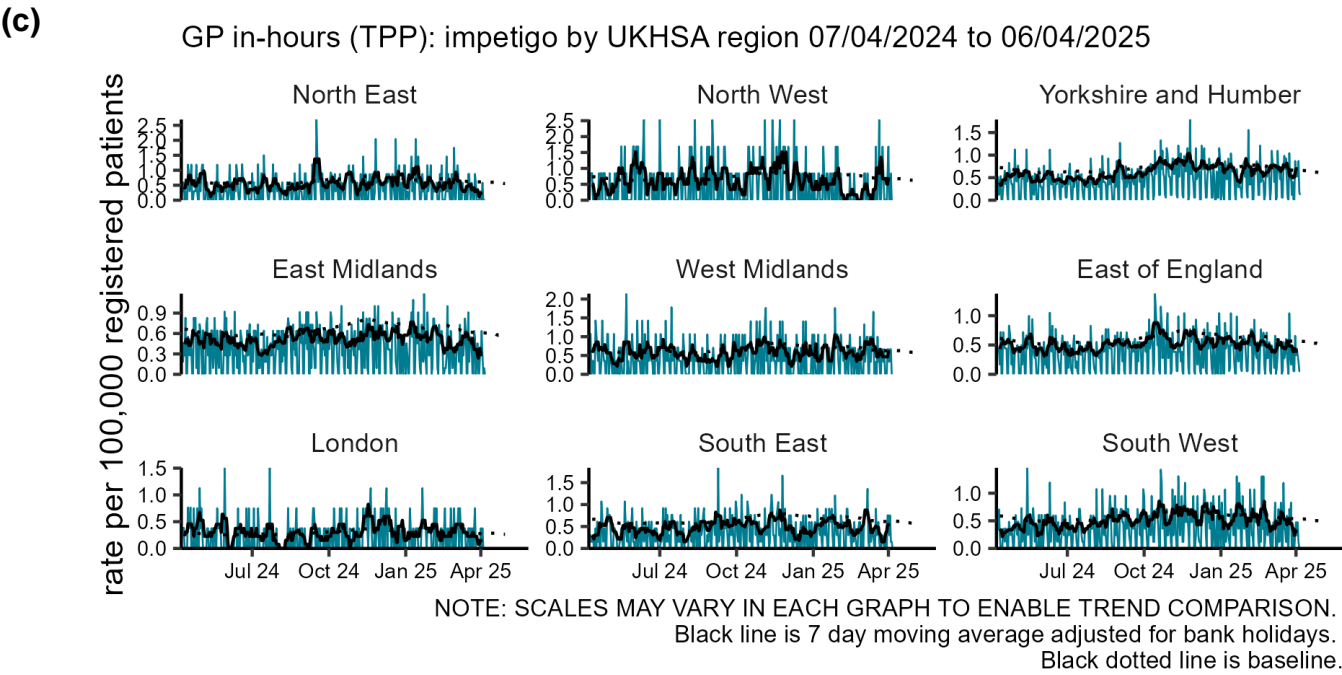 (c)
GP in-hours (TPP): impetigo by UKHSA region 07/04/2024 to 06/04/2025
rate per 100,000 registered patients
North East
2.5
2.0
1.5
1.0
0.5
0.0
North West
2.5
2.0
1.5
1.0
0.5
0.0
Yorkshire and Humber
1.5
1.0
0.5
0.0
East Midlands
0.9
0.6
0.3
0.0
West Midlands
2.0
1.5
1.0
0.5
0.0
East of England
1.0
0.5
0.0
London
1.5
1.0
0.5
0.0
Jul 24 Oct 24 Jan 25 Apr 25
South East
1.5
1.0
0.5
0.0
Jul 24 Oct 24 Jan 25 Apr 25
South West
1.0
0.5
0.0
Jul 24 Oct 24 Jan 25 Apr 25
NOTE: SCALES MAY VARY IN EACH GRAPH TO ENABLE TREND COMPARISON.
Black line is 7 day moving average adjusted for bank holidays.
Black dotted line is baseline.